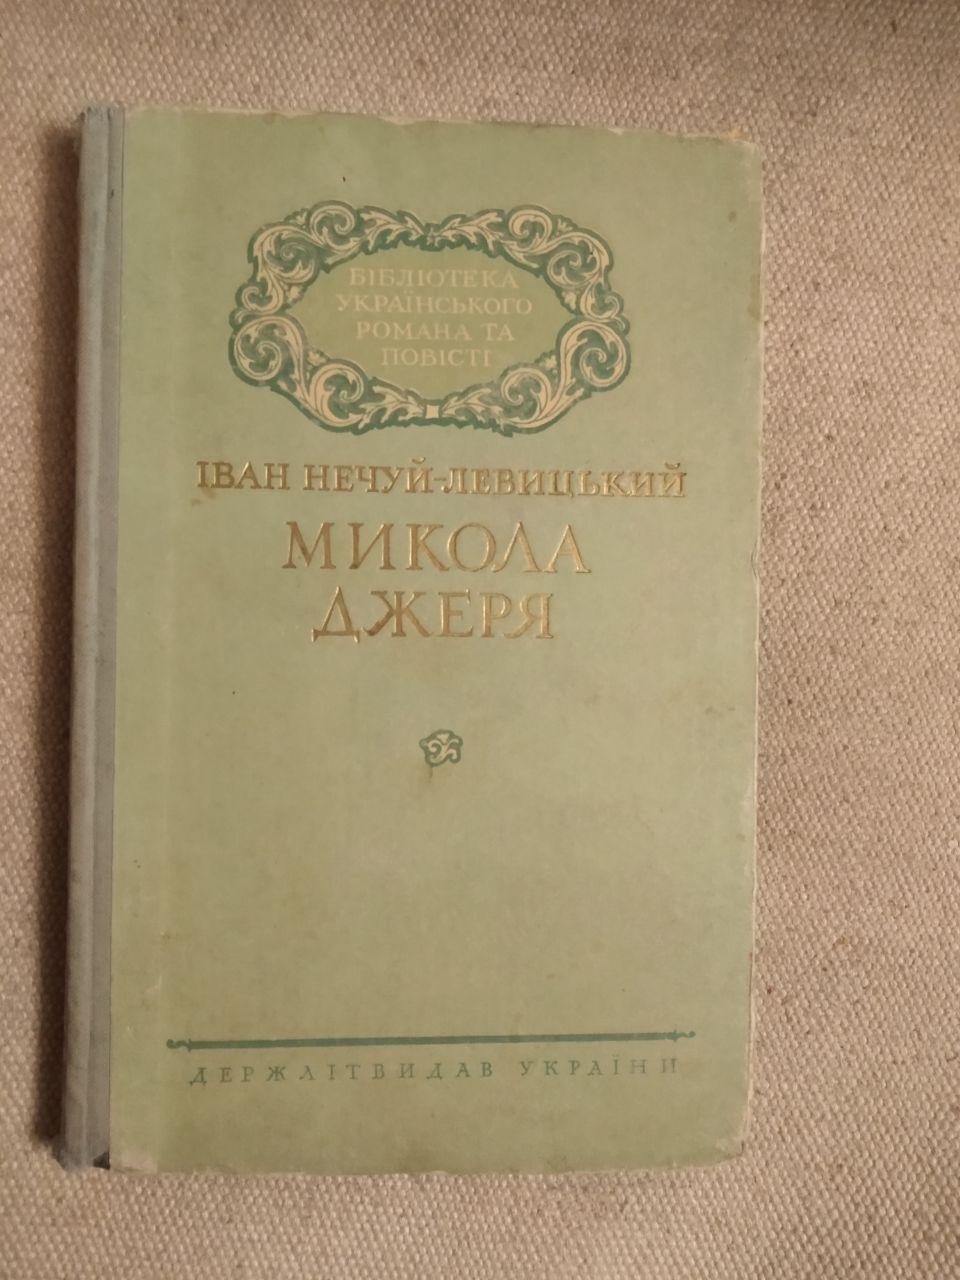 БІБЛІОТЕКА
УКРАЇНСЬКОГО
РОМАНА ТА
ПОВІСТІ
ІВАН НЕЧУЙ-ЛЕВИЦЬКИЙ
МИКОЛА
ДЖЕРЯ
ДЕРЖЛІТВИДАВ УКРАЇНИ